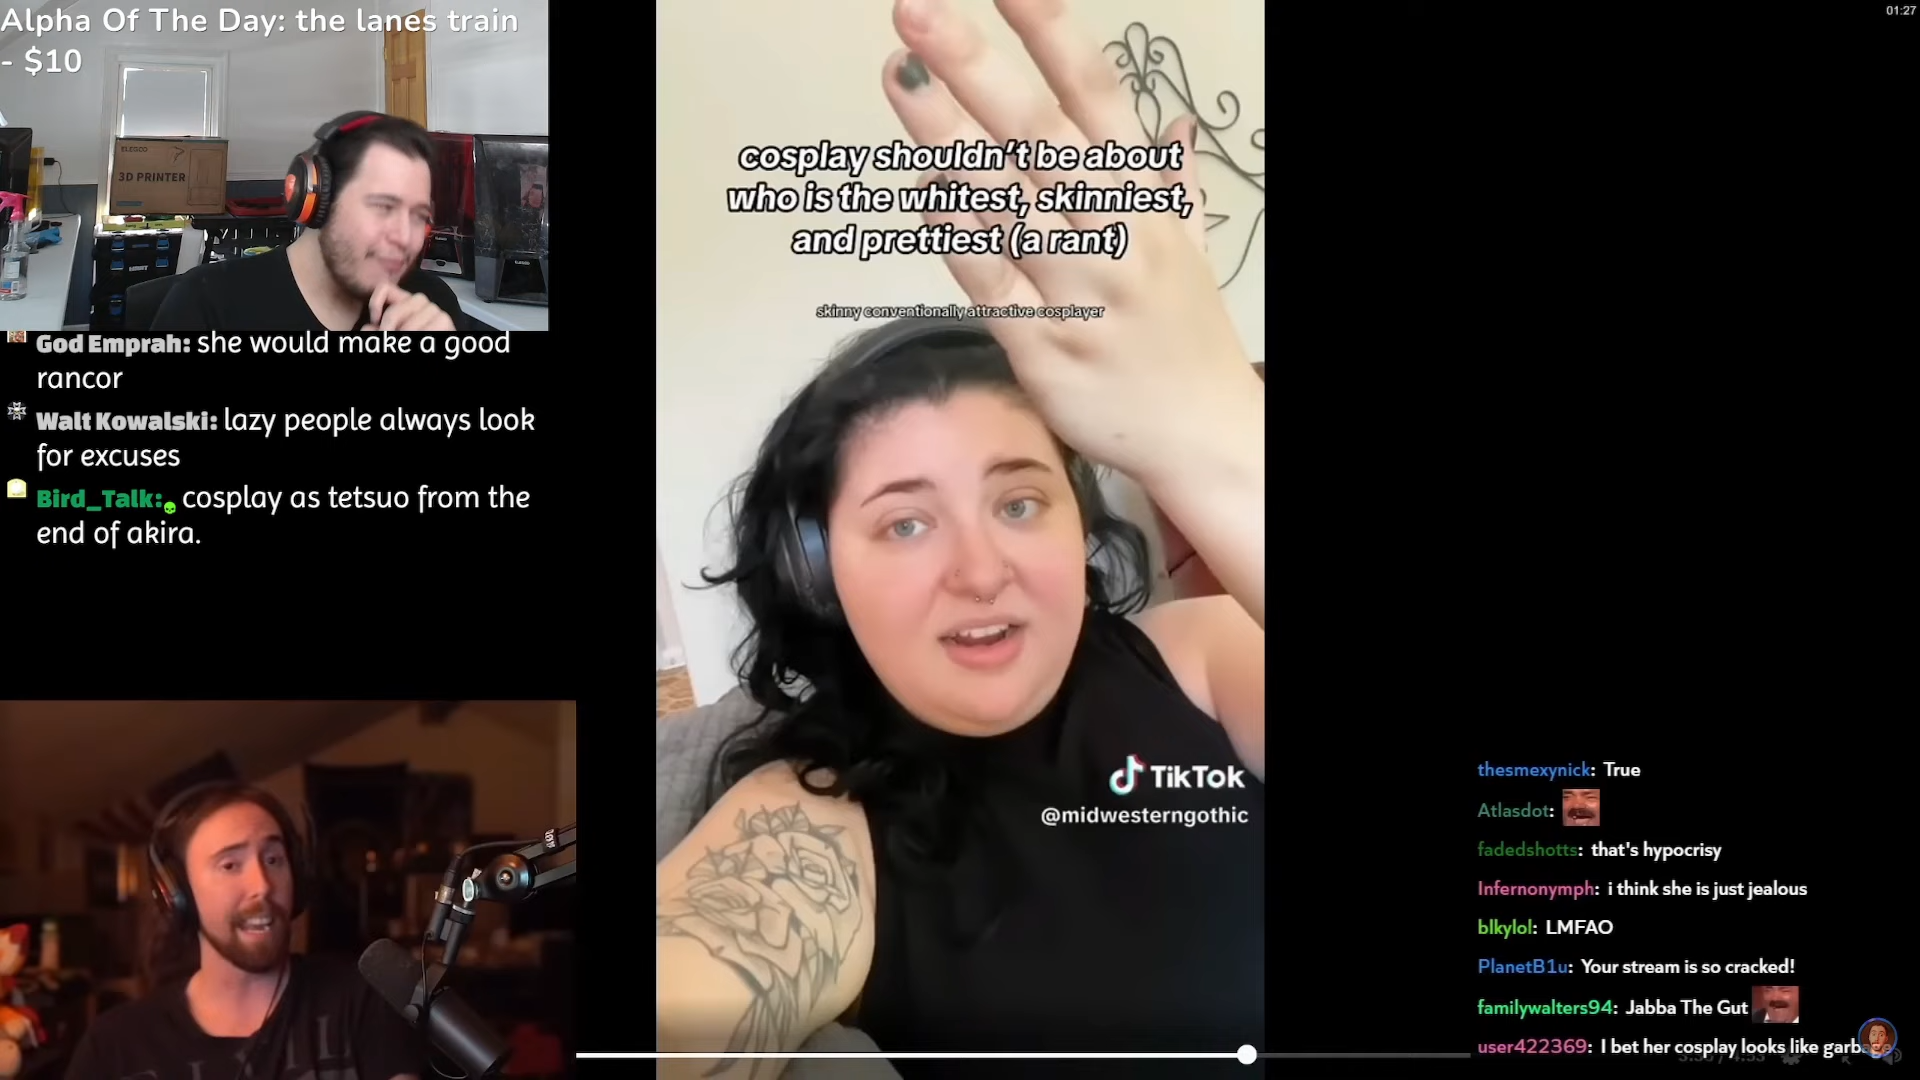 Alpha Of The Day: the lanes train
- $10
01:27
ELEGOO
3D PRINTER
cosplay shouldn't be about
who is the whitest, skinniest,
and prettiest (a rant)
skinny conventionally attractive cosplayer
God Emprah: she would make a good
rancor
Walt Kowalski: lazy people always look
for excuses
Bird_Talk: cosplay as tetsuo from the
end of akira.
TikTok
@midwesterngothic
thesmexynick: True
Atlasdot:
fadedshotts: that's hypocrisy
Infernonymph: i think she is just jealous
blkylol: LMFAO
PlanetB1u: Your stream is so cracked!
familywalters94: Jabba The Gut
user422369: I bet her cosplay looks like garbage